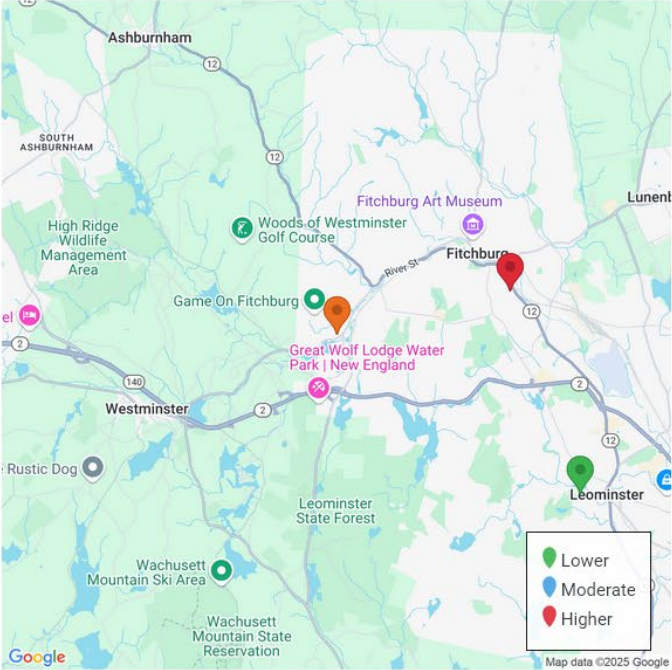 Ashburnham
12
12
SOUTH
ASHBURNHAM
Lunenb
Fitchburg Art Museum
High Ridge
Wildlife
Management
Area
Woods of Westminster
Golf Course
Fitchburg
River St
Game On Fitchburg
12
el
2
Great Wolf Lodge Water
Park | New England
140
2
Westminster
2
12
e Rustic Dog
Leominster
Leominster
State Forest
Lower
Wachusett
Mountain Ski Area
Moderate
Higher
Wachusett
Mountain State
Reservation
Google
Map data ©2025 Google